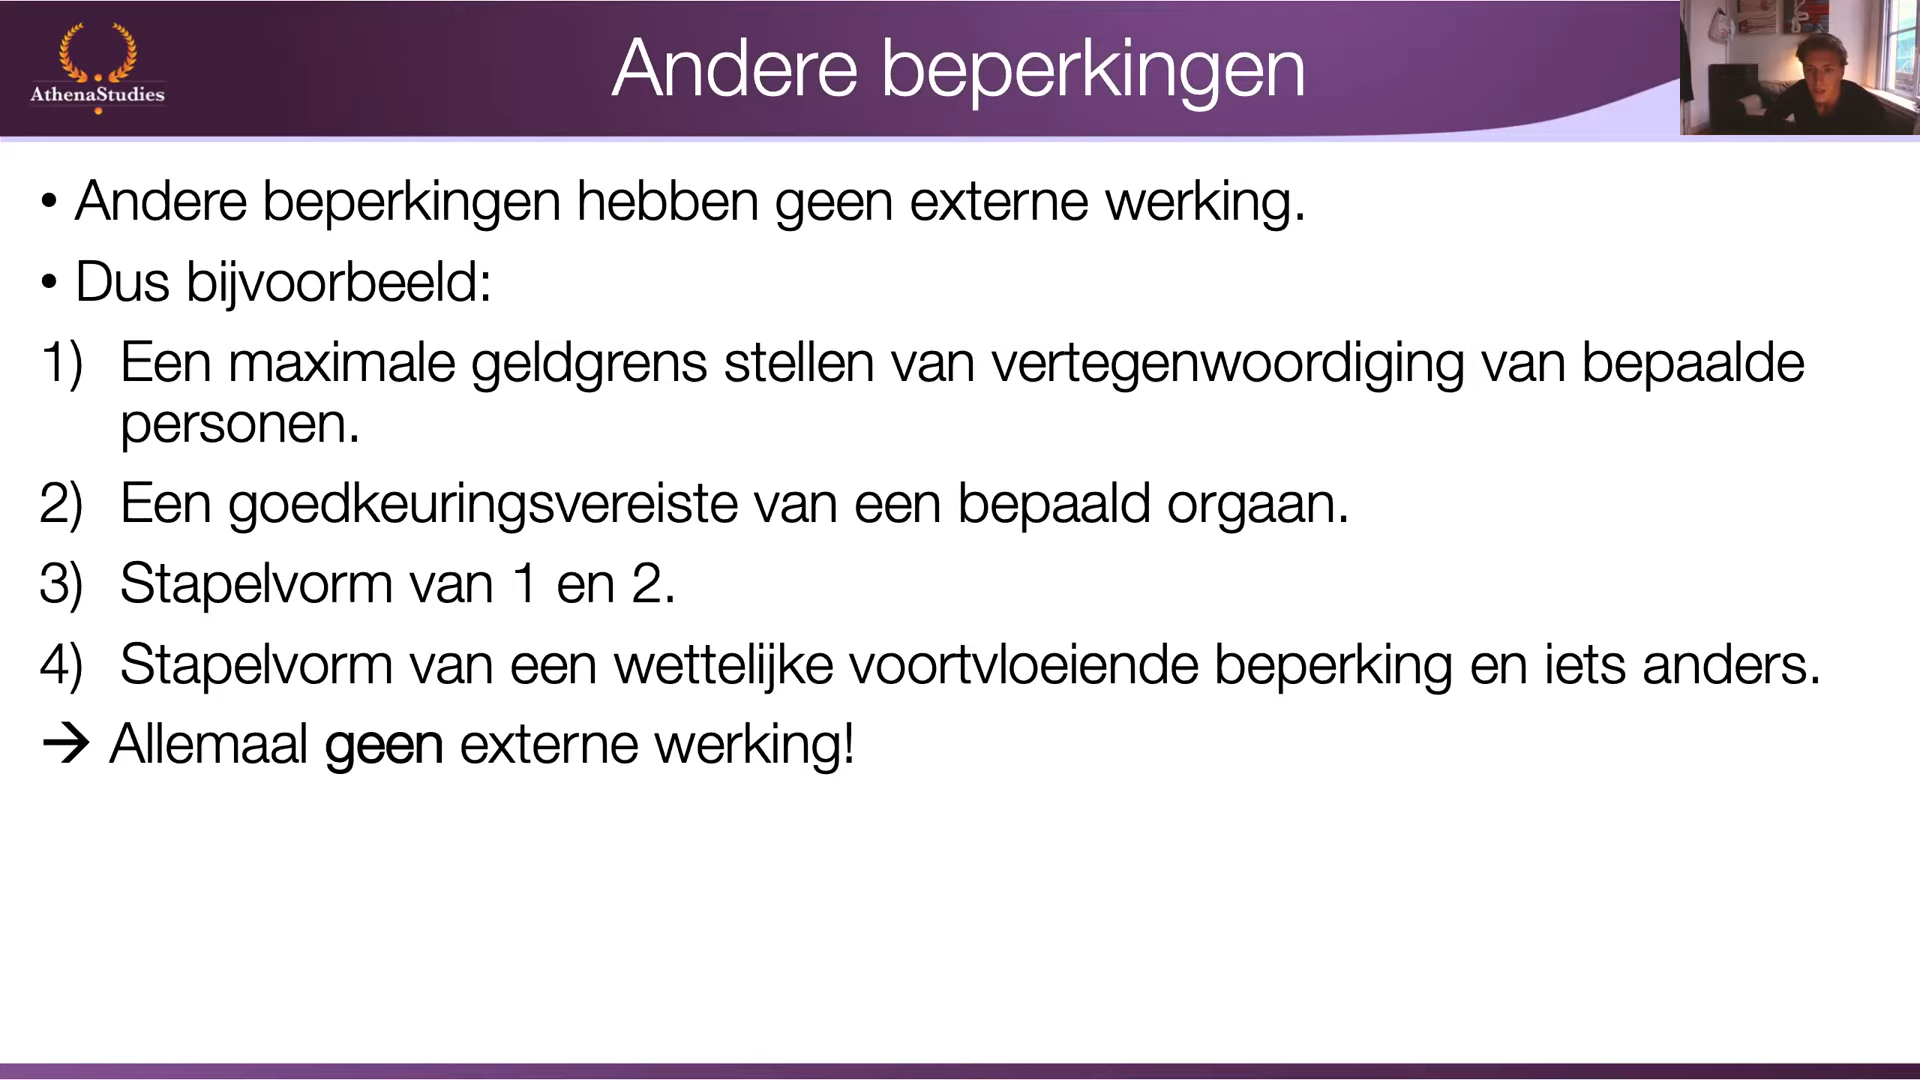 AthenaStudies
Andere beperkingen
• Andere beperkingen hebben geen externe werking.
• Dus bijvoorbeeld:
1) Een maximale geldgrens stellen van vertegenwoordiging van bepaalde
personen.
2) Een goedkeuringsvereiste van een bepaald orgaan.
3) Stapelvorm van 1 en 2.
4) Stapelvorm van een wettelijke voortvloeiende beperking en iets anders.
→ Allemaal geen externe werking!